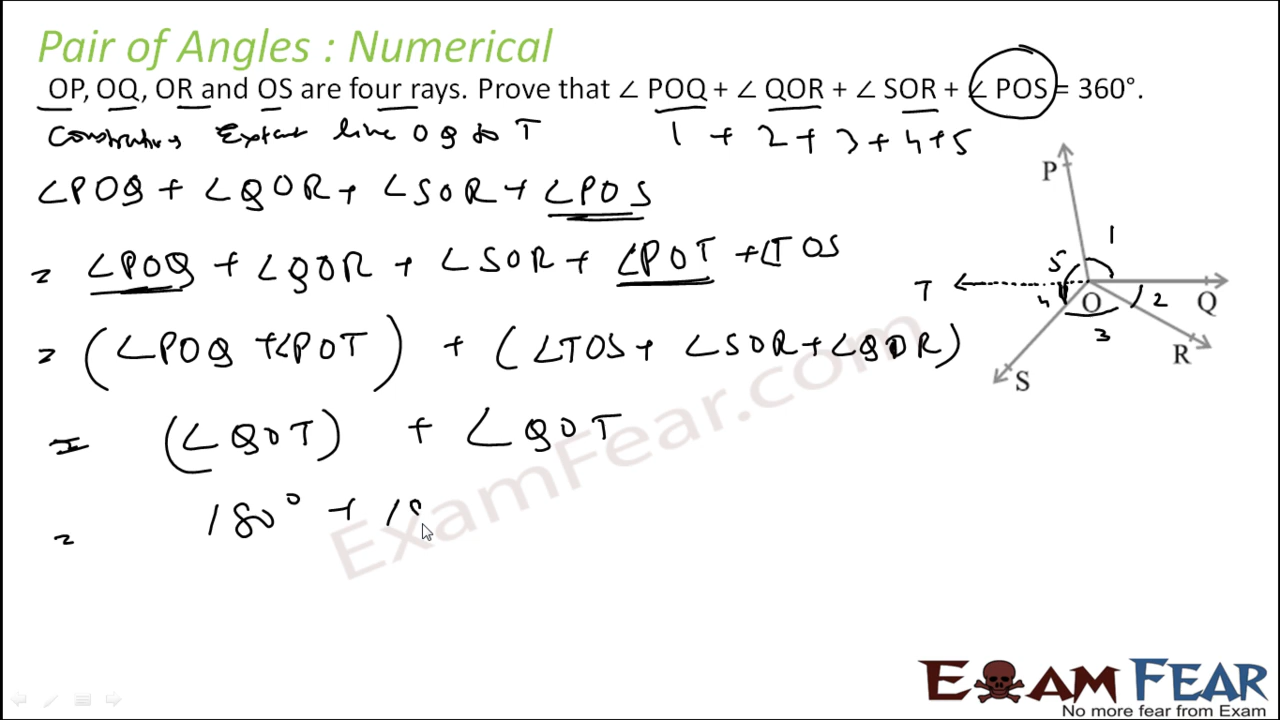 Pair of Angles : Numerical
OP, OQ, OR and OS are four rays. Prove that ∠ POQ + ∠ QOR + ∠ SOR + ∠ POS = 360°.
Construction Extent line OQ to T 1 + 2 + 3 + 4 + 5
∠POQ + ∠QOR + ∠SOR + ∠POS
= ∠POQ + ∠QOR + ∠SOR + ∠POT + ∠TOS
= (∠POQ + ∠POT) + (∠TOS + ∠SOR + ∠QOR)
= (∠QOT) + ∠QOT
= 180° + 18
P
1
5
T
4
O
2
Q
3
R
S
ExamFear.com
EXAM FEAR
No more fear from Exam